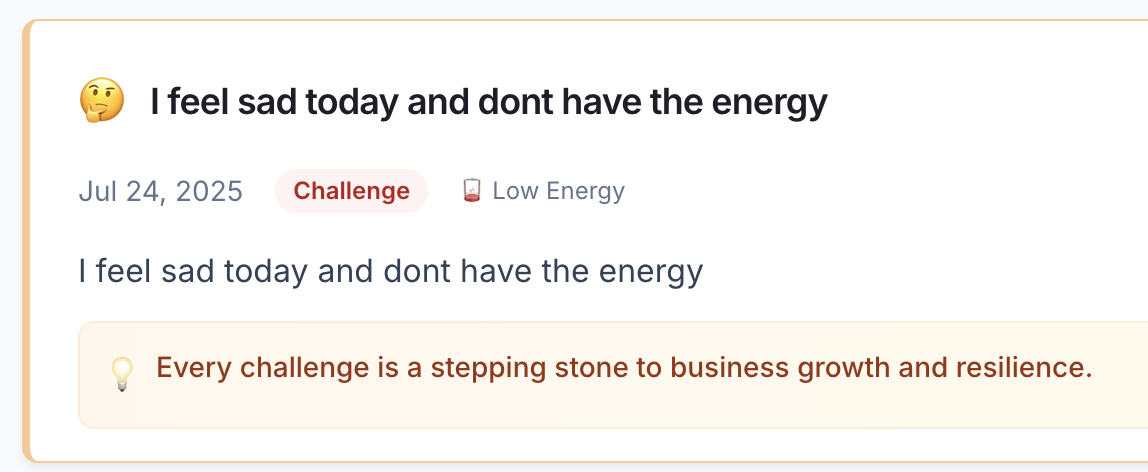 I feel sad today and dont have the energy
Jul 24, 2025 Challenge Low Energy
I feel sad today and dont have the energy
Every challenge is a stepping stone to business growth and resilience.